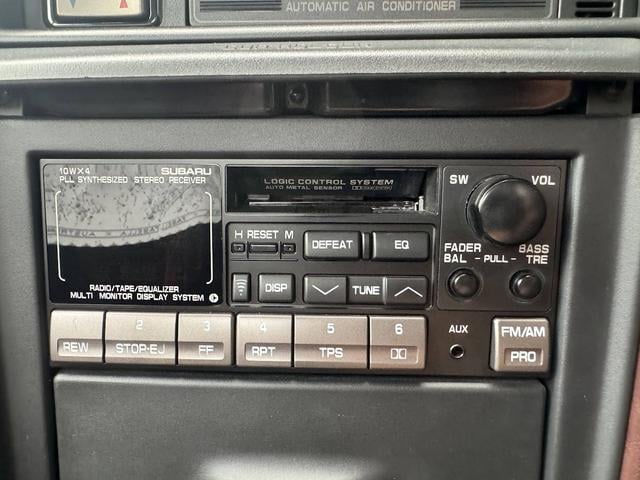 AUTOMATIC AIR CONDITIONER
10W×4 SUBARU
PLL SYNTHESIZED STEREO RECEIVER
LOGIC CONTROL SYSTEM
AUTO METAL SENSOR
SW VOL
H RESET M
DEFEAT EQ
FADER BASS
BAL - PULL - TRE
DISP TUNE
RADIO/TAPE/EQUALIZER
MULTI MONITOR DISPLAY SYSTEM
1 2 3 4 5 6
REW STOP·EJ FF RPT TPS
AUX
FM/AM
PRO